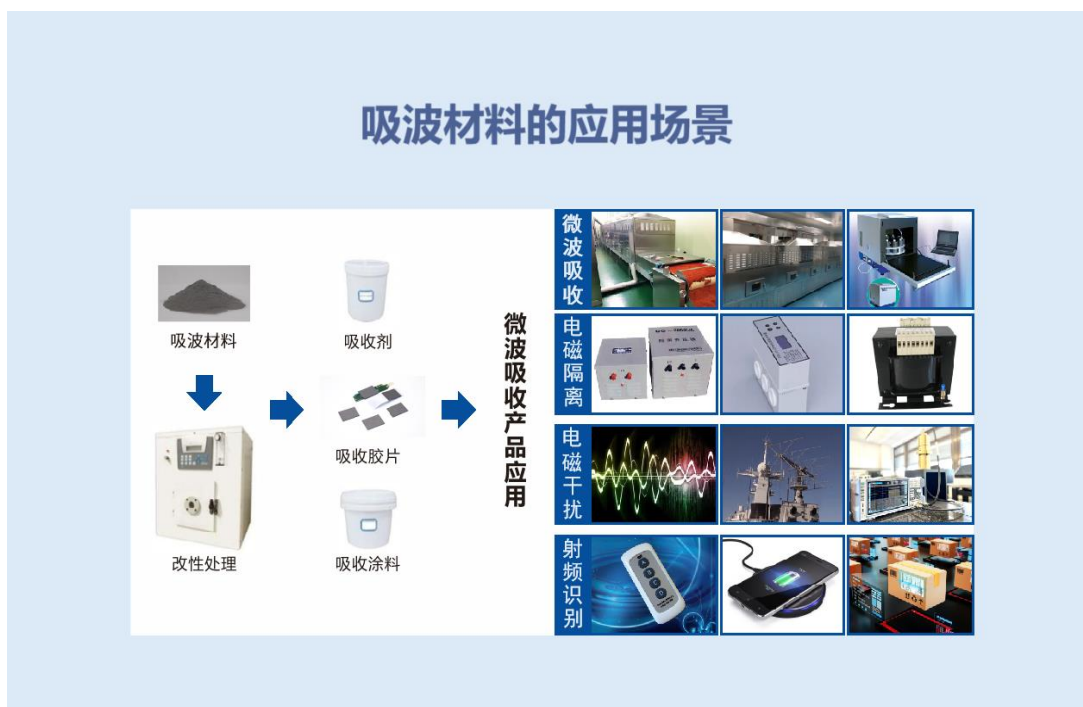 吸波材料的应用场景
吸波材料
改性处理
吸收剂
吸收胶片
吸收涂料
微波吸收产品应用
微波吸收
电磁隔离
电磁干扰
射频识别